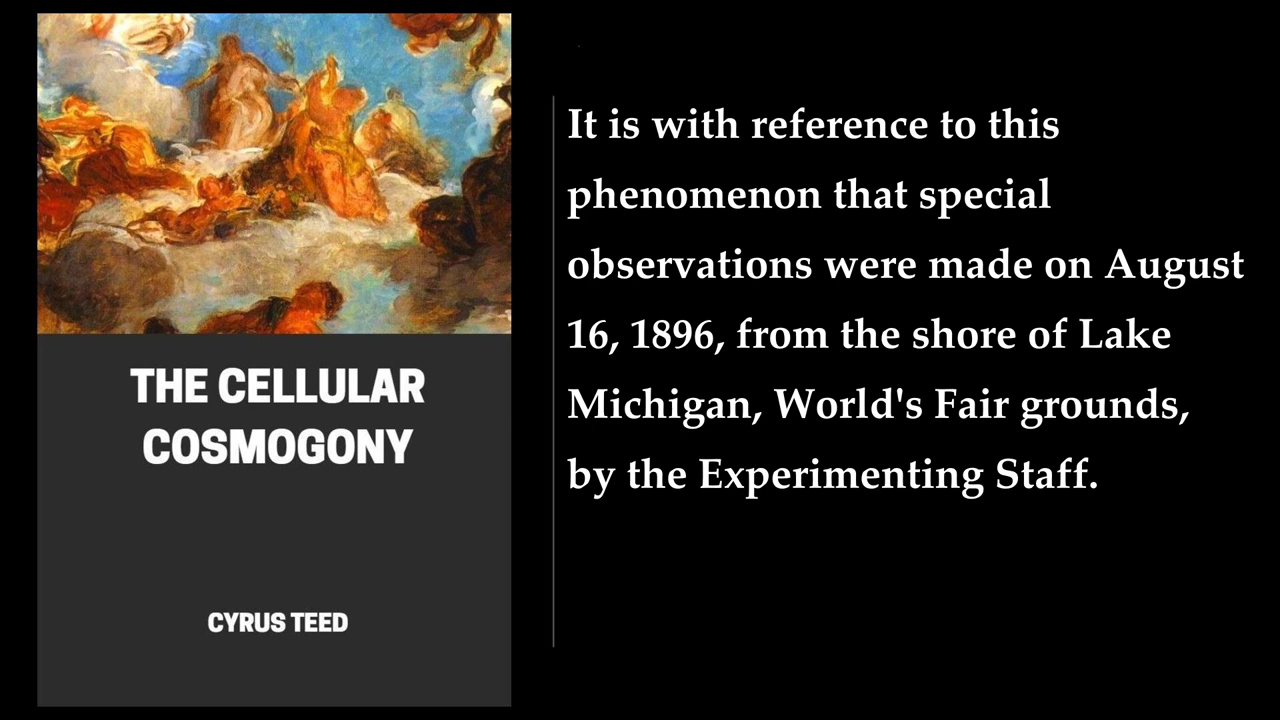 THE CELLULAR
COSMOGONY
CYRUS TEED
It is with reference to this
phenomenon that special
observations were made on August
16, 1896, from the shore of Lake
Michigan, World's Fair grounds,
by the Experimenting Staff.